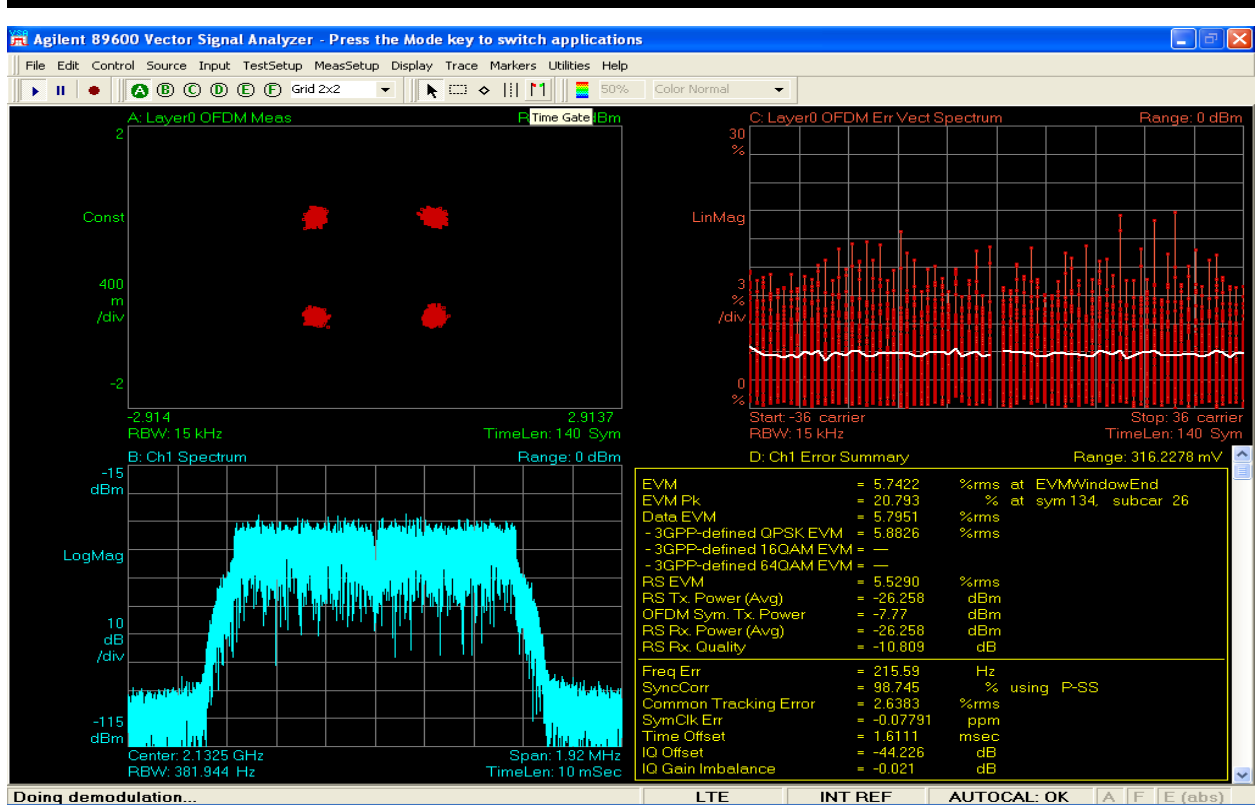 Agilent 89600 Vector Signal Analyzer - Press the Mode key to switch applications
File Edit Control Source Input TestSetup MeasSetup Display Trace Markers Utilities Help
A B C D E F Grid 2x2 50% Color Normal
A: Layer0 OFDM Meas
Time Gate
2
Const
400
m
/div
-2
-2.914 2.9137
RBW: 15 kHz TimeLen: 140 Sym
C: Layer0 OFDM Err Vect Spectrum Range: 0 dBm
30
%
LinMag
3
%
/div
0
%
Start: -36 carrier Stop: 36 carrier
RBW: 15 kHz TimeLen: 140 Sym
B: Ch1 Spectrum Range: 0 dBm
-15
dBm
LogMag
10
dB
/div
-115
dBm
Center: 2.1325 GHz Span: 1.92 MHz
RBW: 381.944 Hz TimeLen: 10 mSec
D: Ch1 Error Summary Range: 316.2278 mV
EVM = 5.7422 %rms at EVMWindowEnd
EVM Pk = 20.793 % at sym 134, subcar 26
Data EVM = 5.7951 %rms
- 3GPP-defined QPSK EVM = 5.8826 %rms
- 3GPP-defined 16QAM EVM = —
- 3GPP-defined 64QAM EVM = —
RS EVM = 5.5290 %rms
RS Tx. Power (Avg) = -26.258 dBm
OFDM Sym. Tx. Power = -7.77 dBm
RS Rx. Power (Avg) = -26.258 dBm
RS Rx. Quality = -10.809 dB
Freq Err = 215.59 Hz
SyncCorr = 98.745 % using P-SS
Common Tracking Error = 2.6383 %rms
SymClk Err = -0.07791 ppm
Time Offset = 1.6111 msec
IQ Offset = -44.226 dB
IQ Gain Imbalance = -0.021 dB
Doing demodulation... LTE INT REF AUTOCAL: OK A F E (abs)